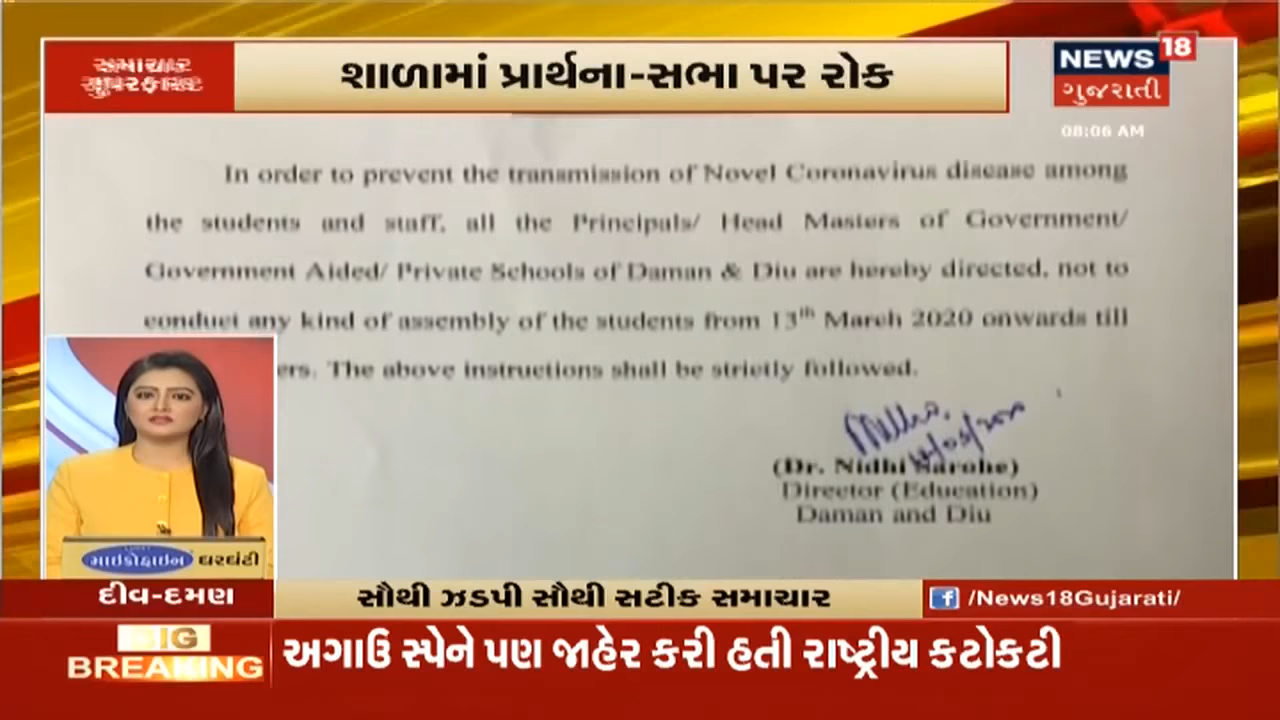 સમાચાર
સુપરફાસ્ટ
શાળામાં પ્રાર્થના-સભા પર રોક
NEWS 18
ગુજરાતી
08:06 AM
In order to prevent the transmission of Novel Coronavirus disease among
the students and staff, all the Principals/ Head Masters of Government/
Government Aided/ Private Schools of Daman & Diu are hereby directed, not to
conduct any kind of assembly of the students from 13th March 2020 onwards till
ers. The above instructions shall be strictly followed.
(Dr. Nidhi Sarohe)
Director (Education)
Daman and Diu
માઇક્રોફાઇન ઘરઘંટી
દીવ-દમણ
સૌથી ઝડપી સૌથી સટીક સમાચાર
/News18Gujarati/
BIG
BREAKING
અગાઉ સ્પેને પણ જાહેર કરી હતી રાષ્ટ્રીય કટોકટી